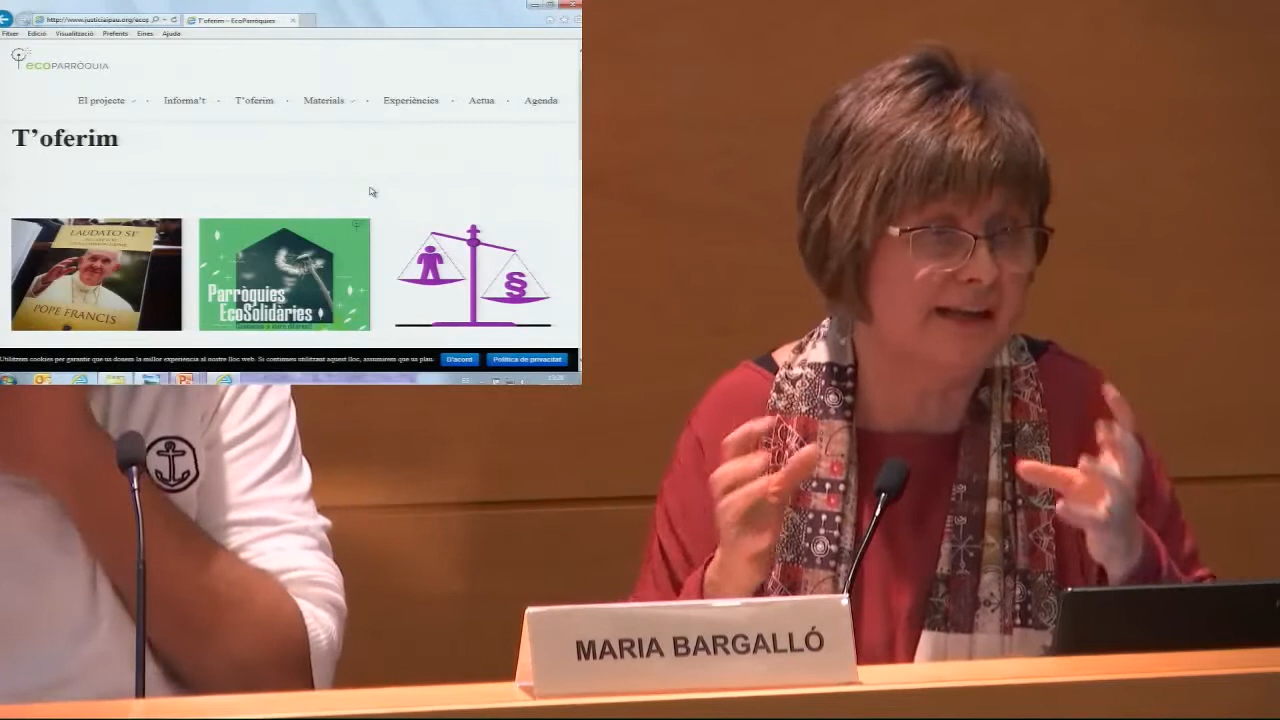 http://www.justiciaipau.org/ecop
T'oferim – EcoParròquies
Fitxer Edició Visualització Preferits Eines Ajuda
ecoPARRÒQUIA
El projecte Informa't T'oferim Materials Experiències Actua Agenda
T'oferim
LAUDATO SI'
POPE FRANCIS
Parròquies
EcoSolidàries
§
Utilitzem cookies per garantir que us donem la millor experiència al nostre lloc web. Si continueu utilitzant aquest lloc, assumirem que us plau.
D'acord
Política de privacitat
MARIA BARGALLÓ